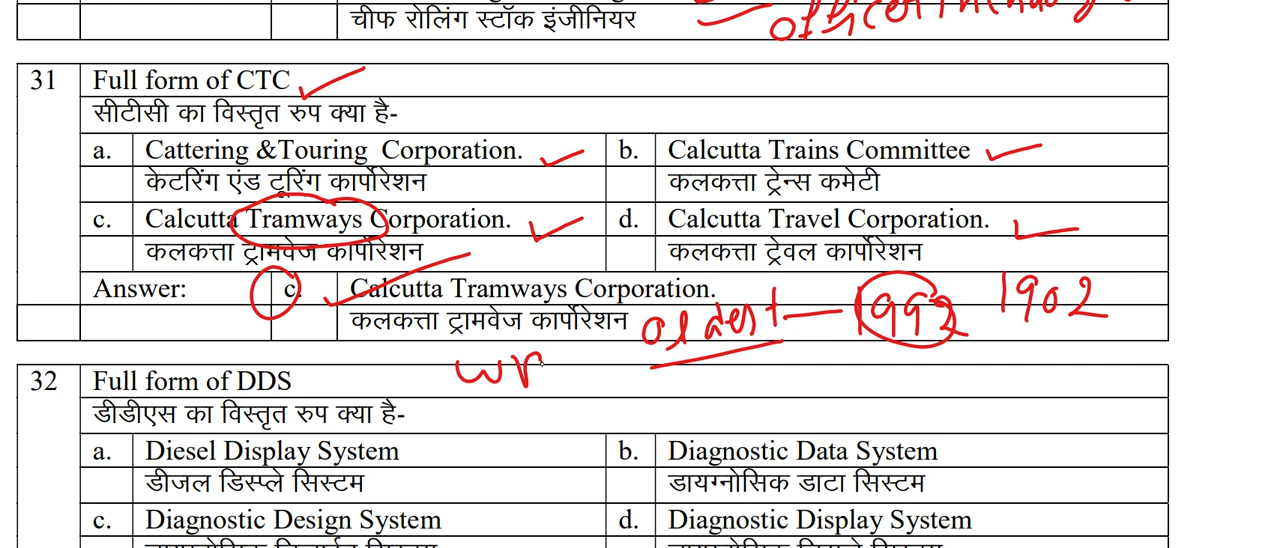 चीफ रोलिंग स्टॉक इंजीनियर
31 Full form of CTC
सीटीसी का विस्तृत रुप क्या है-
a. Cattering &Touring Corporation. b. Calcutta Trains Committee
केटरिंग एंड टूरिंग कार्पोरेशन कलकत्ता ट्रेन्स कमेटी
c. Calcutta Tramways Corporation. d. Calcutta Travel Corporation.
कलकत्ता ट्रामवेज कार्पोरेशन कलकत्ता ट्रेवल कार्पोरेशन
Answer: c. Calcutta Tramways Corporation.
कलकत्ता ट्रामवेज कार्पोरेशन oldest 1992 1902
32 Full form of DDS
डीडीएस का विस्तृत रुप क्या है-
a. Diesel Display System b. Diagnostic Data System
डीजल डिस्प्ले सिस्टम डायग्नोसिक डाटा सिस्टम
c. Diagnostic Design System d. Diagnostic Display System